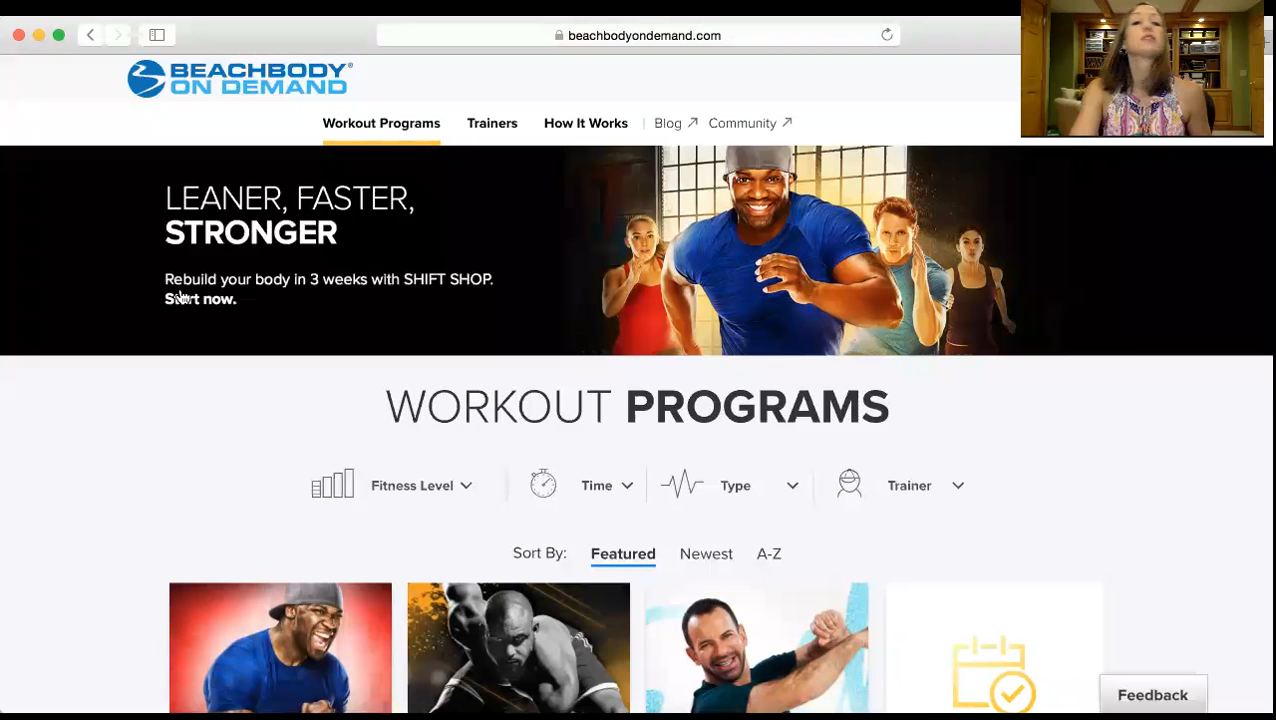 beachbodyondemand.com
BEACHBODY®
ON DEMAND
Workout Programs Trainers How It Works Blog Community
LEANER, FASTER,
STRONGER
Rebuild your body in 3 weeks with SHIFT SHOP.
Start now.
WORKOUT PROGRAMS
Fitness Level Time Type Trainer
Sort By: Featured Newest A-Z
Feedback